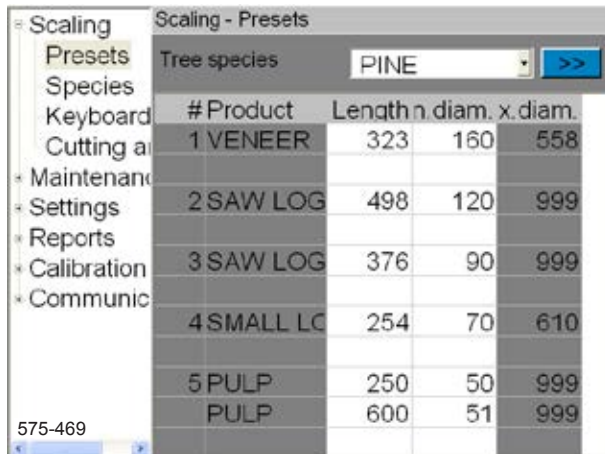 Scaling
Presets
Species
Keyboard
Cutting a
Maintenan
Settings
Reports
Calibration
Communic
575-469
Scaling - Presets
Tree species PINE >>
# Product Length n. diam. x. diam.
1 VENEER 323 160 558
2 SAW LOG 498 120 999
3 SAW LOG 376 90 999
4 SMALL LO 254 70 610
5 PULP 250 50 999
PULP 600 51 999